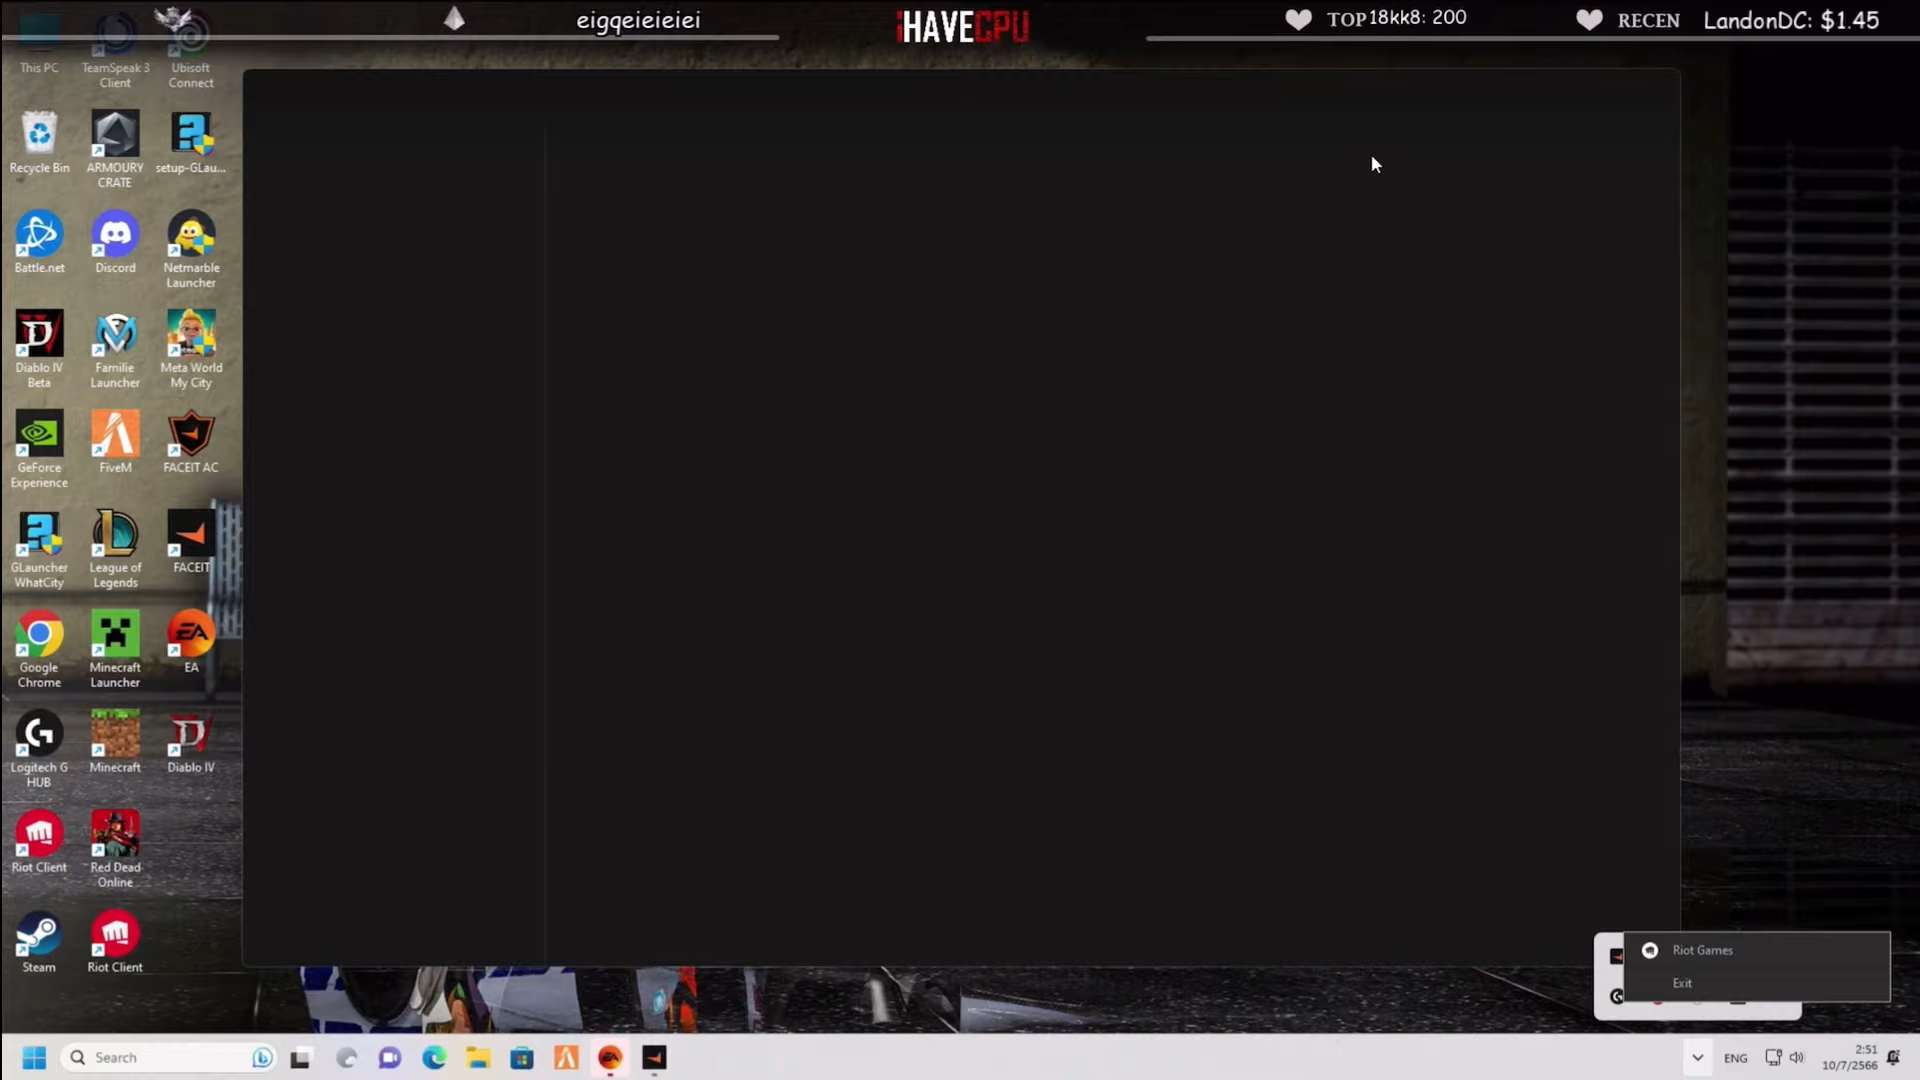 eigqeieieiei
iHAVECPU
TOP 18kk8: 200
RECEN LandonDC: $1.45
This PC
TeamSpeak 3
Client
Ubisoft
Connect
Recycle Bin
ARMOURY
CRATE
setup-GLau...
Battle.net
Discord
Netmarble
Launcher
Diablo IV
Beta
Familie
Launcher
Meta World
My City
GeForce
Experience
FiveM
FACEIT AC
GLauncher
WhatCity
League of
Legends
FACEIT
Google
Chrome
Minecraft
Launcher
EA
Logitech G
HUB
Minecraft
Diablo IV
Riot Client
Red Dead
Online
Steam
Riot Client
Riot Games
Exit
Search
ENG
2:51
10/7/2566